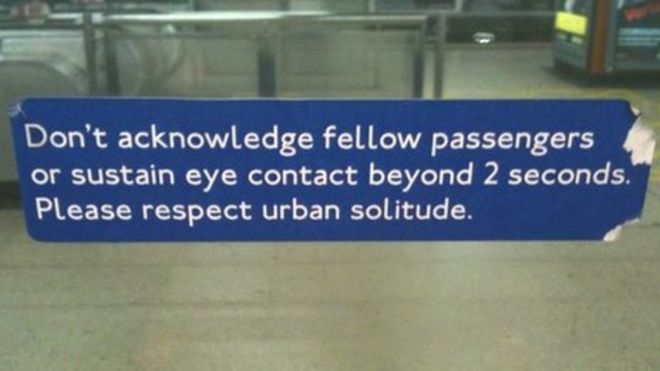 Don't acknowledge fellow passengers
or sustain eye contact beyond 2 seconds.
Please respect urban solitude.